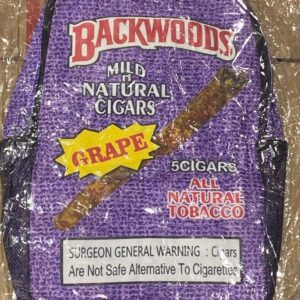 BACKWOODS
MILD
N
NATURAL
CIGARS
GRAPE
5CIGARS
ALL
NATURAL
TOBACCO
SURGEON GENERAL WARNING : Cigars
Are Not Safe Alternative To Cigarettes